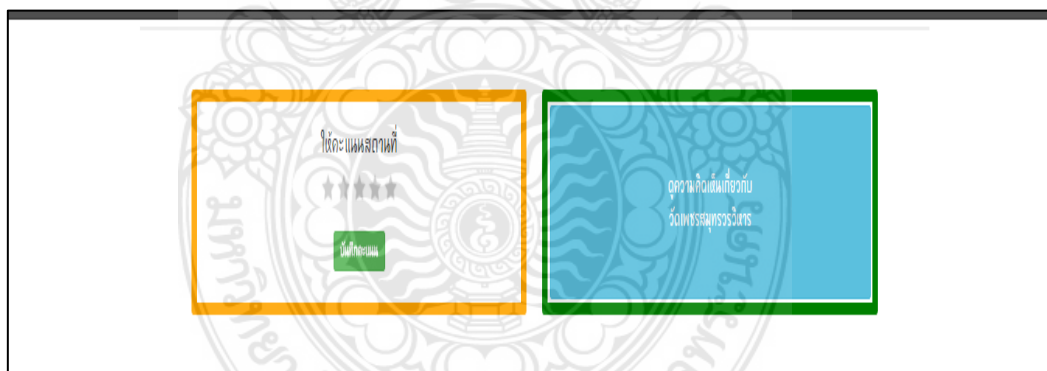 ให้คะแนนสถานที่
บันทึกคะแนน
ดูความคิดเห็นเกี่ยวกับ
วัดเพชรสมุทรวรวิหาร